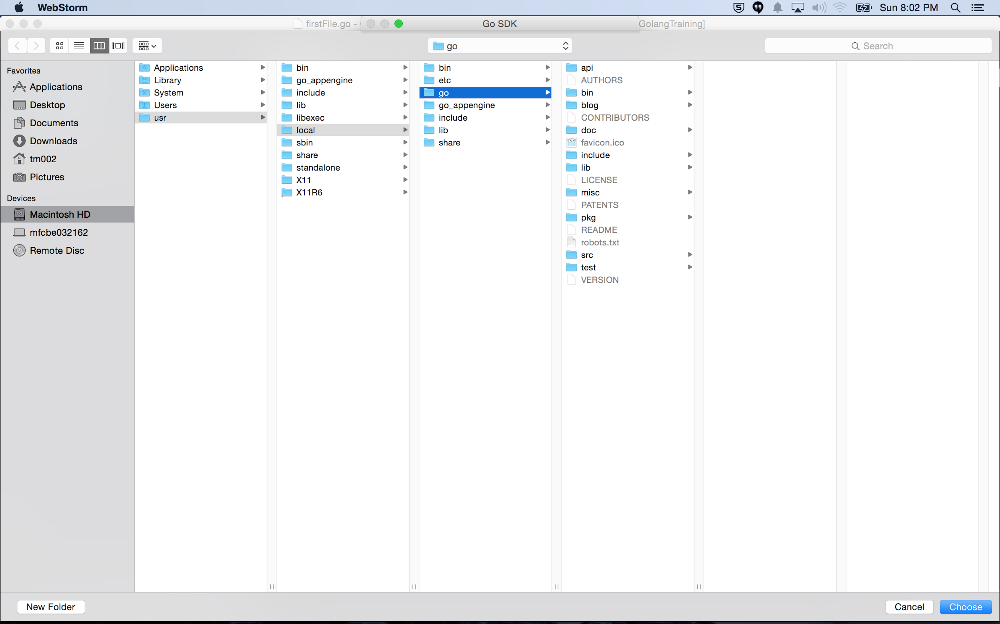 WebStorm
Sun 8:02 PM
firstFile.go -
Go SDK
GolangTraining]
go
Search
Favorites
Applications
Desktop
Documents
Downloads
tm002
Pictures
Devices
Macintosh HD
mfcbe032162
Remote Disc
Applications
Library
System
Users
usr
bin
go_appengine
include
lib
libexec
local
sbin
share
standalone
X11
X11R6
bin
etc
go
go_appengine
include
lib
share
api
AUTHORS
bin
blog
CONTRIBUTORS
doc
favicon.ico
include
lib
LICENSE
misc
PATENTS
pkg
README
robots.txt
src
test
VERSION
New Folder
Cancel
Choose